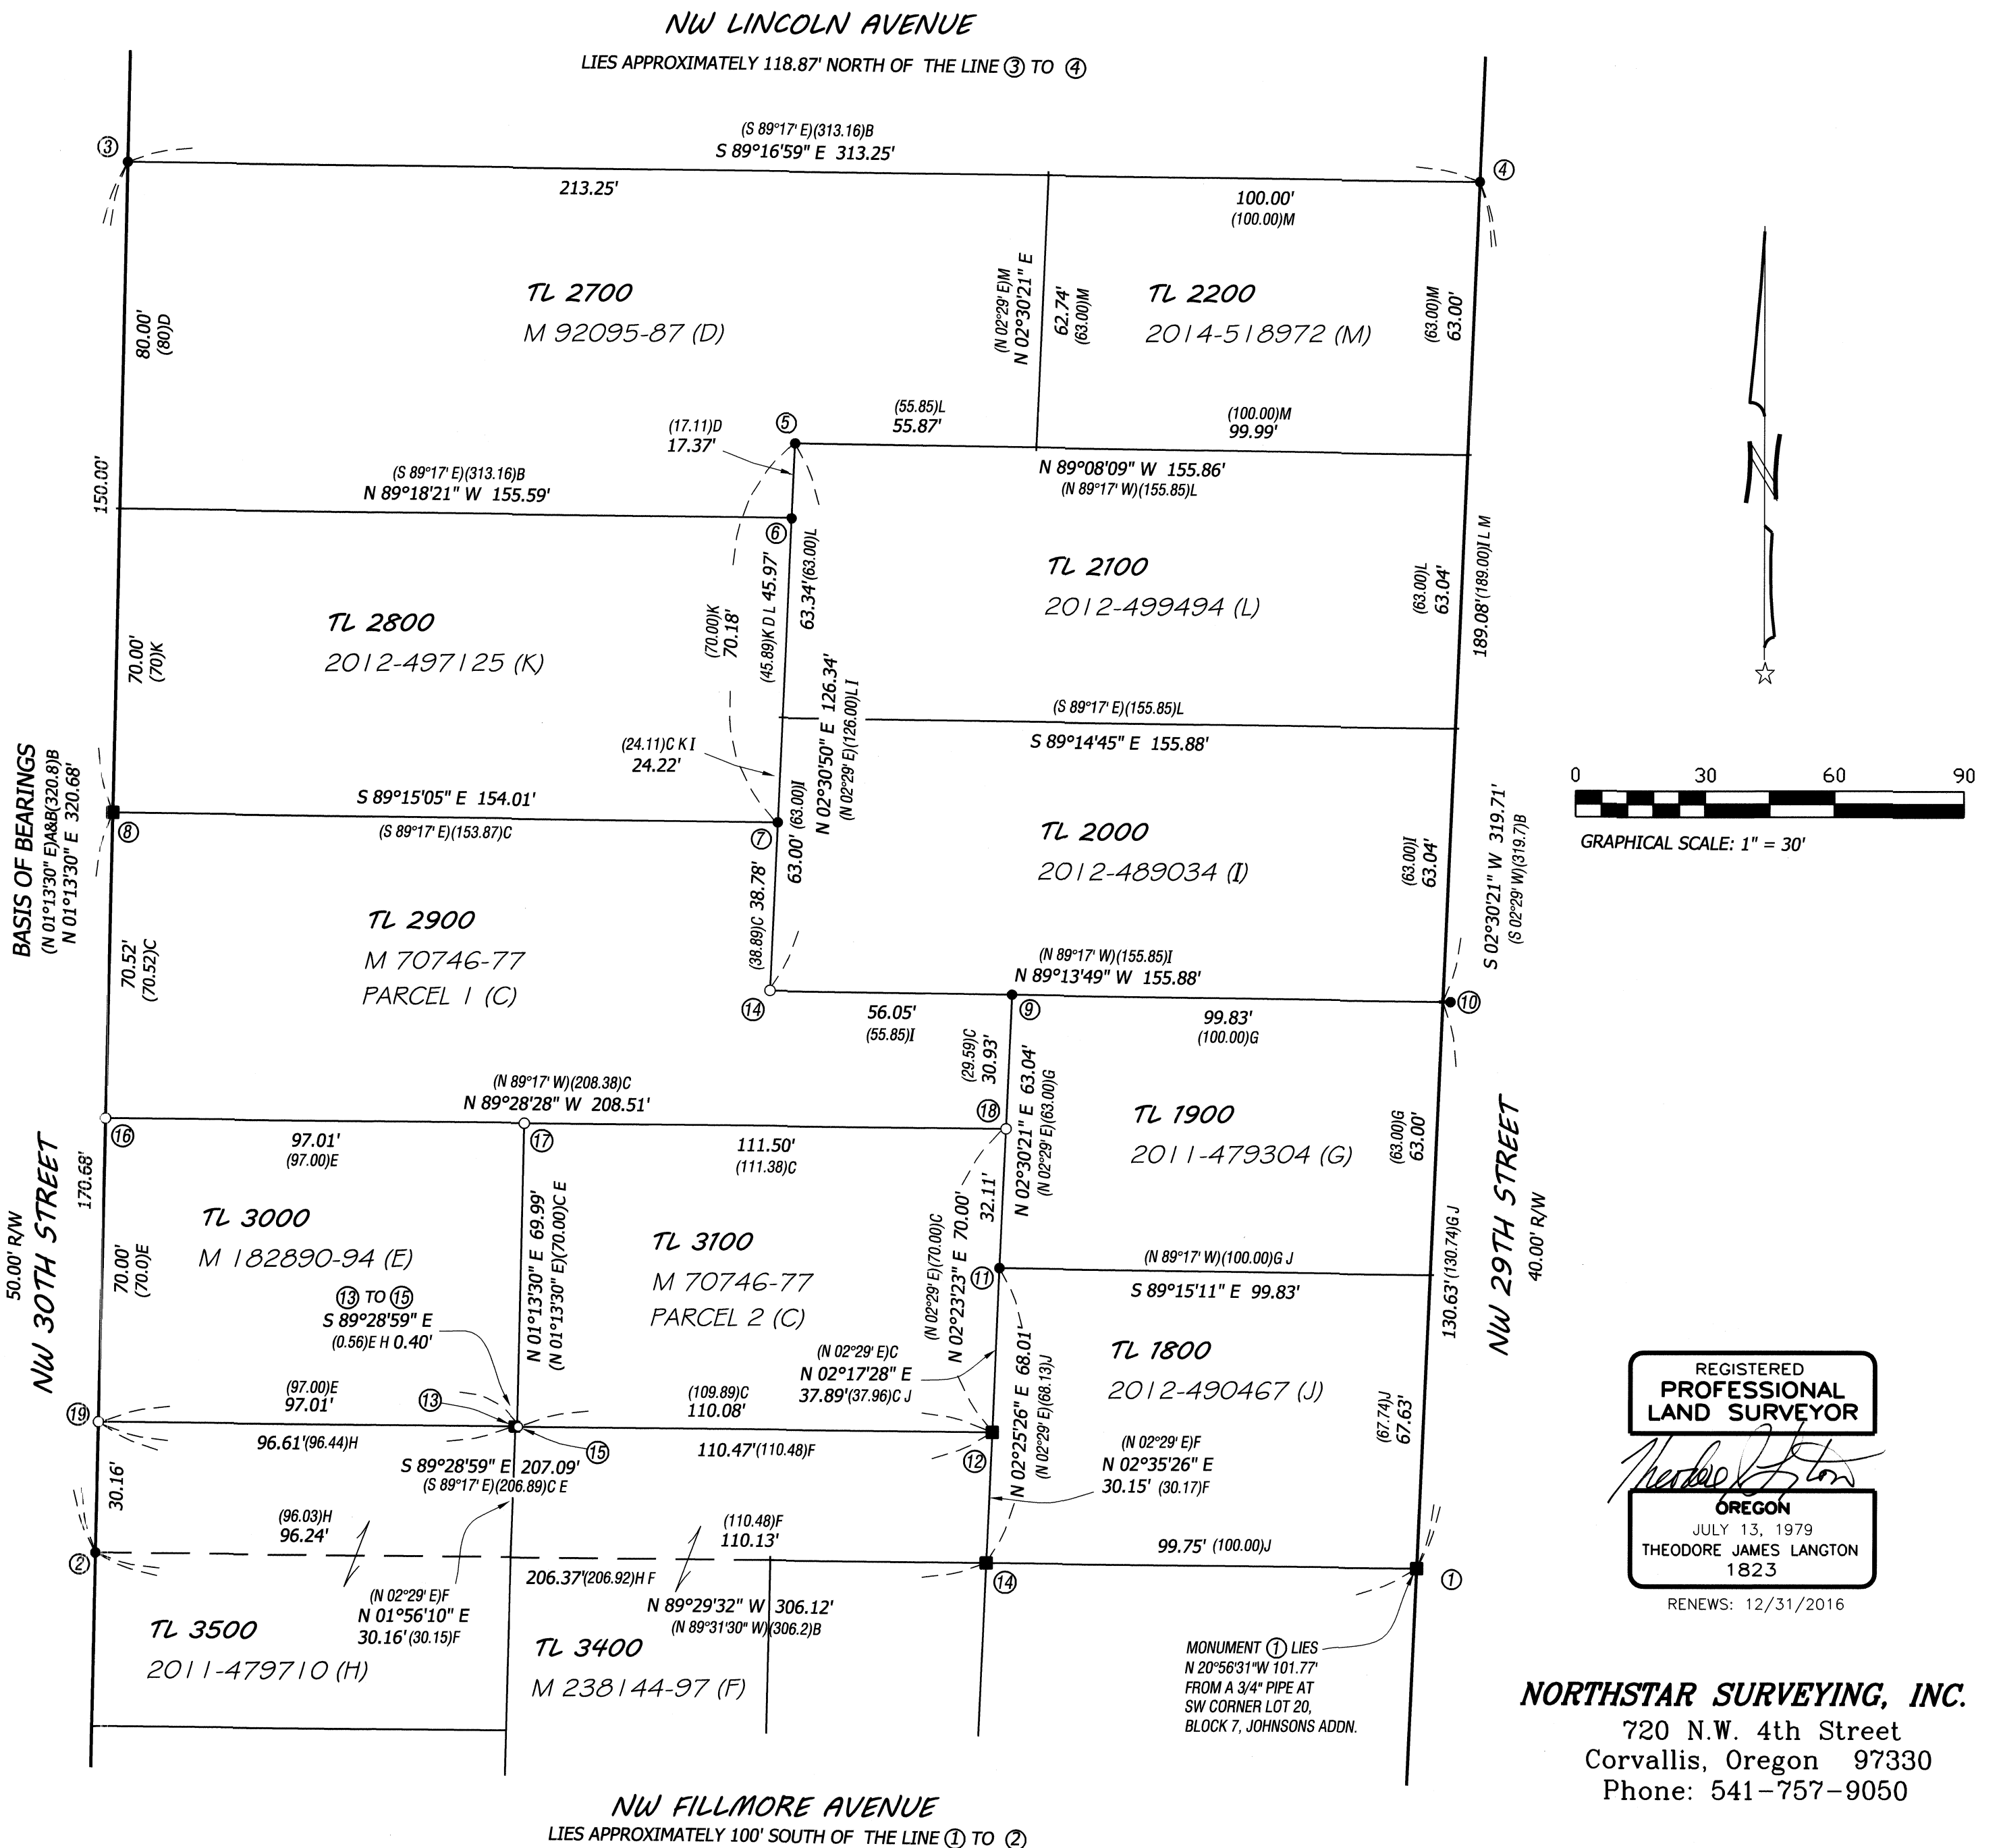 NW LINCOLN AVENUE
LIES APPROXIMATELY 118.87' NORTH OF THE LINE ③ TO ④
③
(S 89°17' E)(313.16)B
S 89°16'59" E 313.25'
④
213.25'
100.00'
(100.00)M
80.00'
(80)D
TL 2700
M 92095-87 (D)
(N 02°29' E)M
N 02°30'21" E
62.74'
(63.00)M
TL 2200
2014-518972 (M)
(63.00)M
63.00'
(17.11)D
17.37'
⑤
(55.85)L
55.87'
(100.00)M
99.99'
150.00'
(S 89°17' E)(313.16)B
N 89°18'21" W 155.59'
N 89°08'09" W 155.86'
(N 89°17' W)(155.85)L
⑥
TL 2800
2012-497125 (K)
70.00'
(70)K
(70.00)K
70.18'
(45.89)K D L 45.97'
63.34'(63.00)L
TL 2100
2012-499494 (L)
(63.00)L
63.04'
189.08'(189.00)I L M
N 02°30'50" E 126.34'
(N 02°29' E)(126.00)L I
(S 89°17' E)(155.85)L
S 89°14'45" E 155.88'
(24.11)C K I
24.22'
BASIS OF BEARINGS
(N 01°13'30" E)A&B(320.8)B
N 01°13'30" E 320.68'
S 89°15'05" E 154.01'
(S 89°17' E)(153.87)C
⑧
⑦
63.00' (63.00)I
TL 2000
2012-489034 (I)
(63.00)I
63.04'
S 02°30'21" W 319.71'
(S 02°29' W)(319.7)B
0 30 60 90
GRAPHICAL SCALE: 1" = 30'
TL 2900
M 70746-77
PARCEL 1 (C)
70.52'
(70.52)C
(38.89)C 38.78'
(N 89°17' W)(155.85)I
N 89°13'49" W 155.88'
⑭
⑨
⑩
56.05'
(55.85)I
99.83'
(100.00)G
(29.59)C
30.93'
N 02°30'21" E 63.04'
(N 02°29' E)(63.00)G
(N 89°17' W)(208.38)C
N 89°28'28" W 208.51'
⑱
⑯
⑰
97.01'
(97.00)E
111.50'
(111.38)C
TL 1900
2011-479304 (G)
(63.00)G
63.00'
50.00' R/W
NW 30TH STREET
170.68'
70.00'
(70.0)E
TL 3000
M 182890-94 (E)
N 01°13'30" E 69.99'
(N 01°13'30" E)(70.00)C E
TL 3100
M 70746-77
PARCEL 2 (C)
(N 02°29' E)(70.00)C
N 02°23'23" E 70.00'
32.11'
(N 89°17' W)(100.00)G J
⑪
S 89°15'11" E 99.83'
130.63'(130.74)G J
NW 29TH STREET
40.00' R/W
⑬ TO ⑮
S 89°28'59" E
(0.56)E H 0.40'
(N 02°29' E)C
N 02°17'28" E
37.89'(37.96)C J
TL 1800
2012-490467 (J)
(67.74)J
67.63'
(97.00)E
97.01'
⑬
(109.89)C
110.08'
⑲
96.61'(96.44)H
⑮
110.47'(110.48)F
⑫
N 02°25'26" E 68.01'
(N 02°29' E)(68.13)J
S 89°28'59" E 207.09'
(S 89°17' E)(206.89)C E
(N 02°29' E)F
N 02°35'26" E
30.15' (30.17)F
30.16'
(96.03)H
96.24'
(110.48)F
110.13'
99.75' (100.00)J
②
206.37'(206.92)H F
⑭
①
(N 02°29' E)F
N 01°56'10" E
30.16'(30.15)F
N 89°29'32" W 306.12'
(N 89°31'30" W)(306.2)B
TL 3500
2011-479710 (H)
TL 3400
M 238144-97 (F)
MONUMENT ① LIES
N 20°56'31"W 101.77'
FROM A 3/4" PIPE AT
SW CORNER LOT 20,
BLOCK 7, JOHNSONS ADDN.
REGISTERED
PROFESSIONAL
LAND SURVEYOR
OREGON
JULY 13, 1979
THEODORE JAMES LANGTON
1823
RENEWS: 12/31/2016
NORTHSTAR SURVEYING, INC.
720 N.W. 4th Street
Corvallis, Oregon 97330
Phone: 541-757-9050
NW FILLMORE AVENUE
LIES APPROXIMATELY 100' SOUTH OF THE LINE ① TO ②